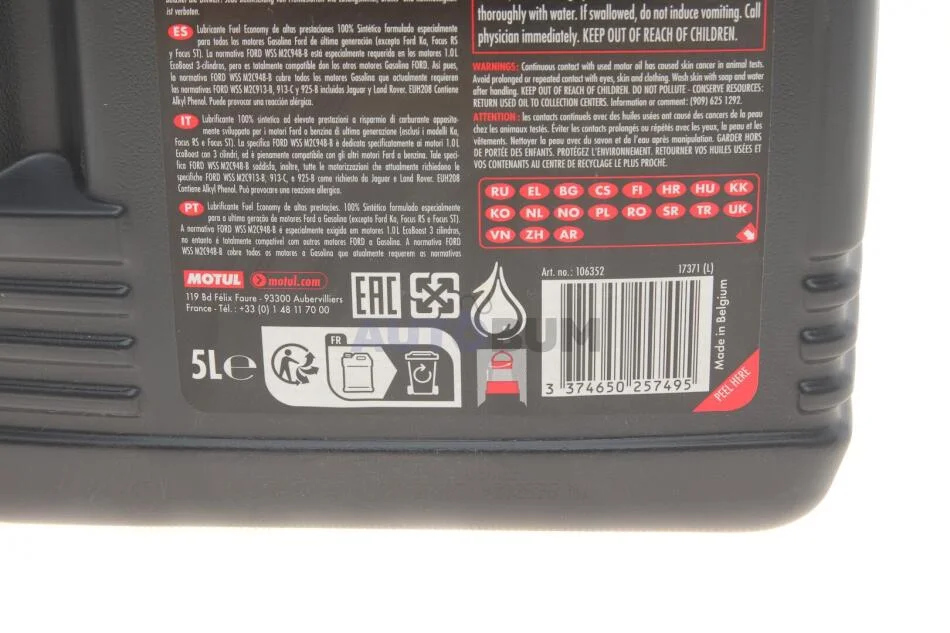 ist verboten.
ES Lubricante Fuel Economy de altas prestaciones 100% Sintético formulado especialmente
para todos los motores Gasolina Ford de última generación (excepto Ford Ka, Focus RS
y Focus ST). La normativa FORD WSS M2C948-B está especialmente requerida en los motores 1.0L
EcoBoost 3-cilindros, pero es totalmente compatible dan los otros motores Gasolina FORD. Así pues,
la normativa FORD WSS M2C948-B cubre todos los motores Gasolina que actualmente requieren
las normativas FORD WSS M2C913-B, 913-C y 925-B incluidos Jaguar y Land Rover. EUH208 Contiene
Alkyl Phenol. Puede provocar una reacción alérgica.
IT Lubrificante 100% sintetico ad elevate prestazioni a risparmio di carburante apposita-
mente sviluppato per i motori Ford a benzina di ultima generazione (esclusi i modelli Ka,
Focus RS e Focus ST). La specifica FORD WSS M2C948-B è dedicata specificamente ai motori 1.0L
EcoBoost con 3 cilindri, ed è pienamente compatibile con gli altri motori Ford a benzina. Tale speci-
fica FORD WSS M2C948-B soddisfa, inoltre, tutte le motorizzazioni che attualmente richiedono le
specifiche FORD WSS M2C913-B, 913-C, e 925-B come richiesto da Jaguar e Land Rover. EUH208
Contiene Alkyl Phenol. Può provocare una reazione allergica.
PT Lubrificante Fuel Economy de altas prestações. 100% Sintético formulado especialmente
para a ultima geração de motores Ford a Gasolina (excepto Ford Ka, Focus RS e Focus ST).
A normativa FORD WSS M2C948-B é especialmente exigida em motores 1.0L EcoBoost 3 cilindros,
no entanto é totalmente compatível com outros motores FORD a Gasolina. A normativa FORD
WSS M2C948-B cubre todos os motores a Gasolina que actualmente requerem as normativas
thoroughly with water. If swallowed, do not induce vomiting. Call
physician immediately. KEEP OUT OF REACH OF CHILDREN.
WARNINGS: Continuous contact with used motor oil has caused skin cancer in animal tests.
Avoid prolonged or repeated contact with eyes, skin and clothing. Wash skin with soap and water
after handling. KEEP OUT OF REACH OF CHILDREN. DO NOT POLLUTE - CONSERVE RESOURCES:
RETURN USED OIL TO COLLECTION CENTERS. Information or comment: (909) 625 1292.
ATTENTION : les contacts continuels avec des huiles usées ont causé des cancers de la peau
chez les animaux testés. Éviter les contacts prolongés ou répétés avec les yeux, la peau et les
vêtements. Nettoyer la peau avec du savon et de l'eau après manipulation. GARDER HORS
DE PORTÉE DES ENFANTS. PROTÉGEZ L'ENVIRONNEMENT. RETOURNER VOS HUILES USÉES ET
VOS CONTENANTS AU CENTRE DE RECYCLAGE LE PLUS PROCHE.
RU EL BG CS FI HR HU KK
KO NL NO PL RO SR TR UK
VN ZH AR
MOTUL motul.com
119 Bd Félix Faure - 93300 Aubervilliers
France - Tél. : +33 (0) 1 48 11 70 00
EAC
5L e
FR
AUTOBUM
Art. no.: 106352 17371 (L)
3 374650 257495
Made in Belgium
PEEL HERE